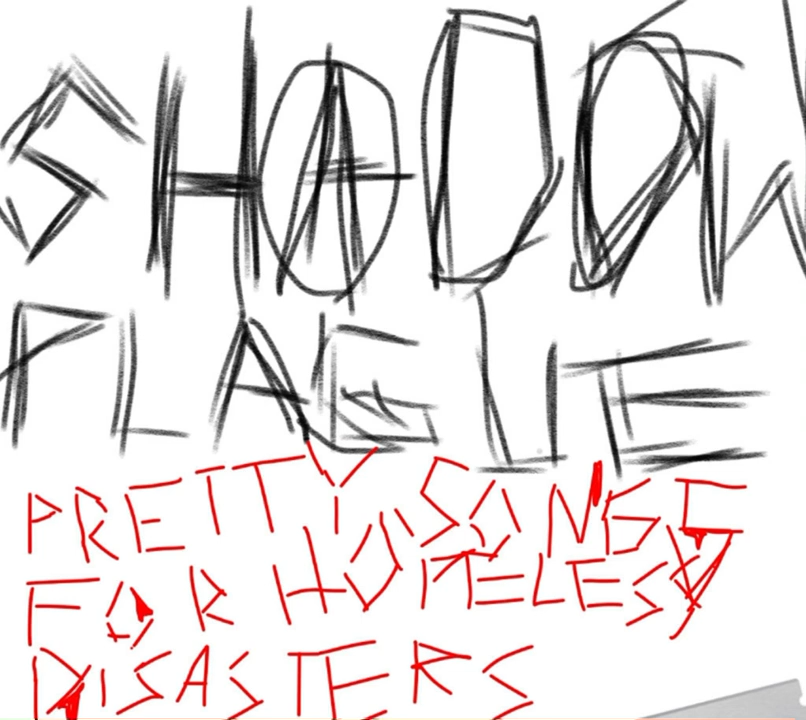 SHADOW
PLAGUE
PRETTY SONGS
FOR HOPELESS
DISASTERS